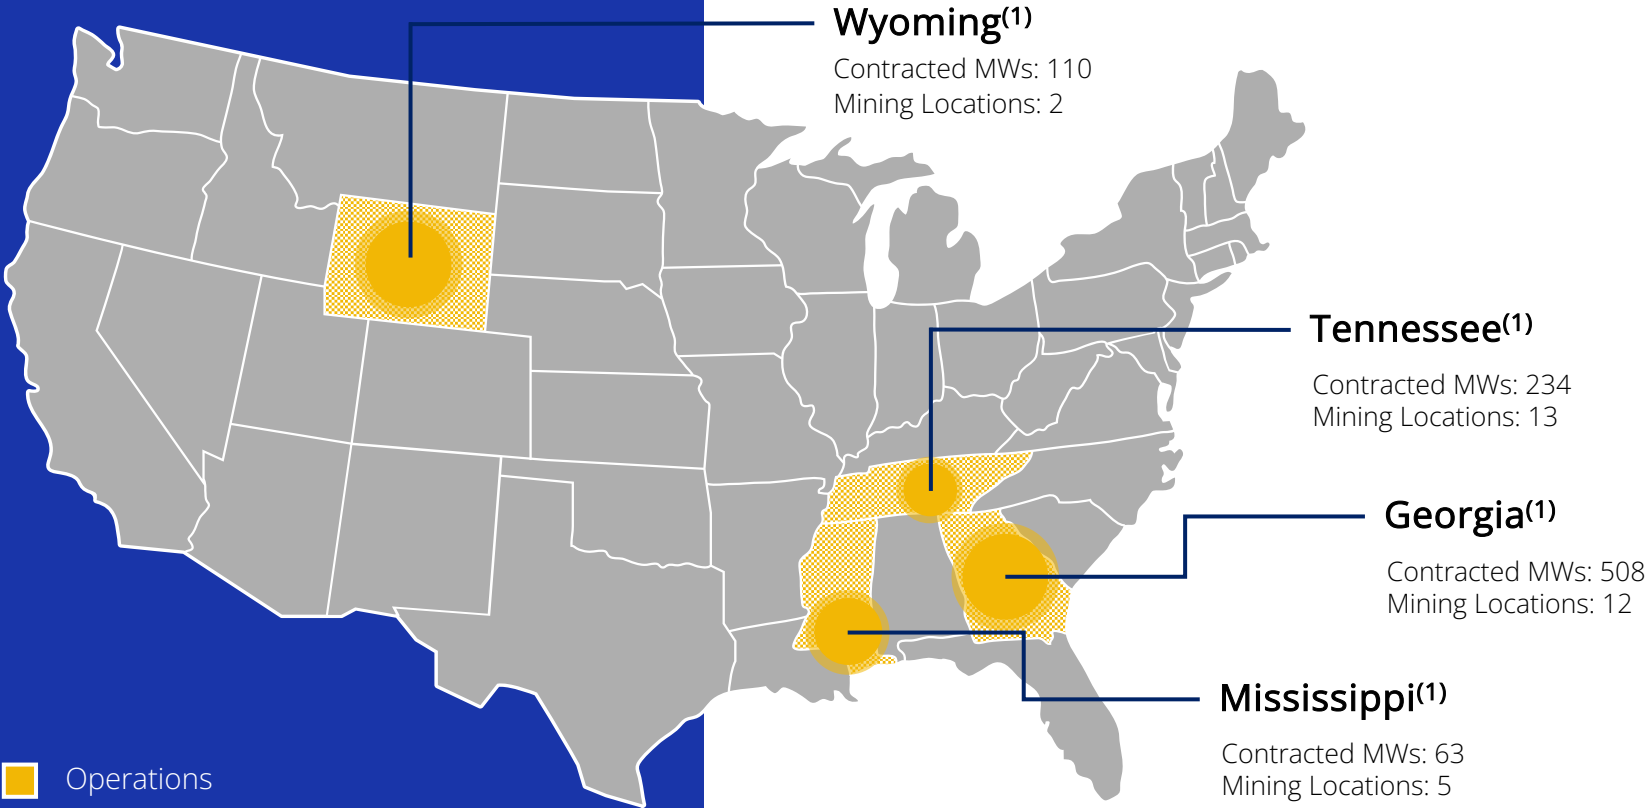 Wyoming(1)
Contracted MWs: 110
Mining Locations: 2
Tennessee(1)
Contracted MWs: 234
Mining Locations: 13
Georgia(1)
Contracted MWs: 508
Mining Locations: 12
Mississippi(1)
Contracted MWs: 63
Mining Locations: 5
Operations